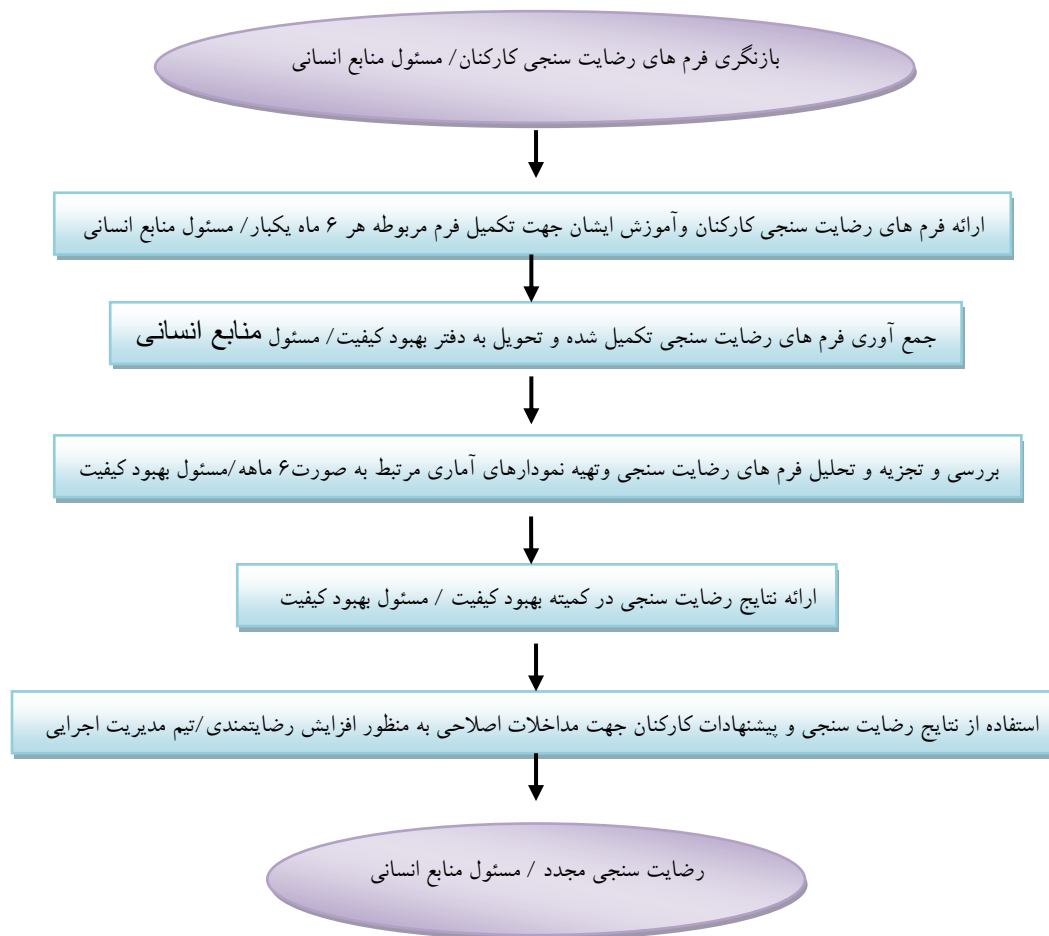 بازنگری فرم های رضایت سنجی کارکنان/ مسئول منابع انسانی
ارائه فرم های رضایت سنجی کارکنان وآموزش ایشان جهت تکمیل فرم مربوطه هر ۶ ماه یکبار/ مسئول منابع انسانی
جمع آوری فرم های رضایت سنجی تکمیل شده و تحویل به دفتر بهبود کیفیت/ مسئول منابع انسانی
بررسی و تجزیه و تحلیل فرم های رضایت سنجی وتهیه نمودارهای آماری مرتبط به صورت۶ ماهه/مسئول بهبود کیفیت
ارائه نتایج رضایت سنجی در کمیته بهبود کیفیت / مسئول بهبود کیفیت
استفاده از نتایج رضایت سنجی و پیشنهادات کارکنان جهت مداخلات اصلاحی به منظور افزایش رضایتمندی/تیم مدیریت اجرایی
رضایت سنجی مجدد / مسئول منابع انسانی